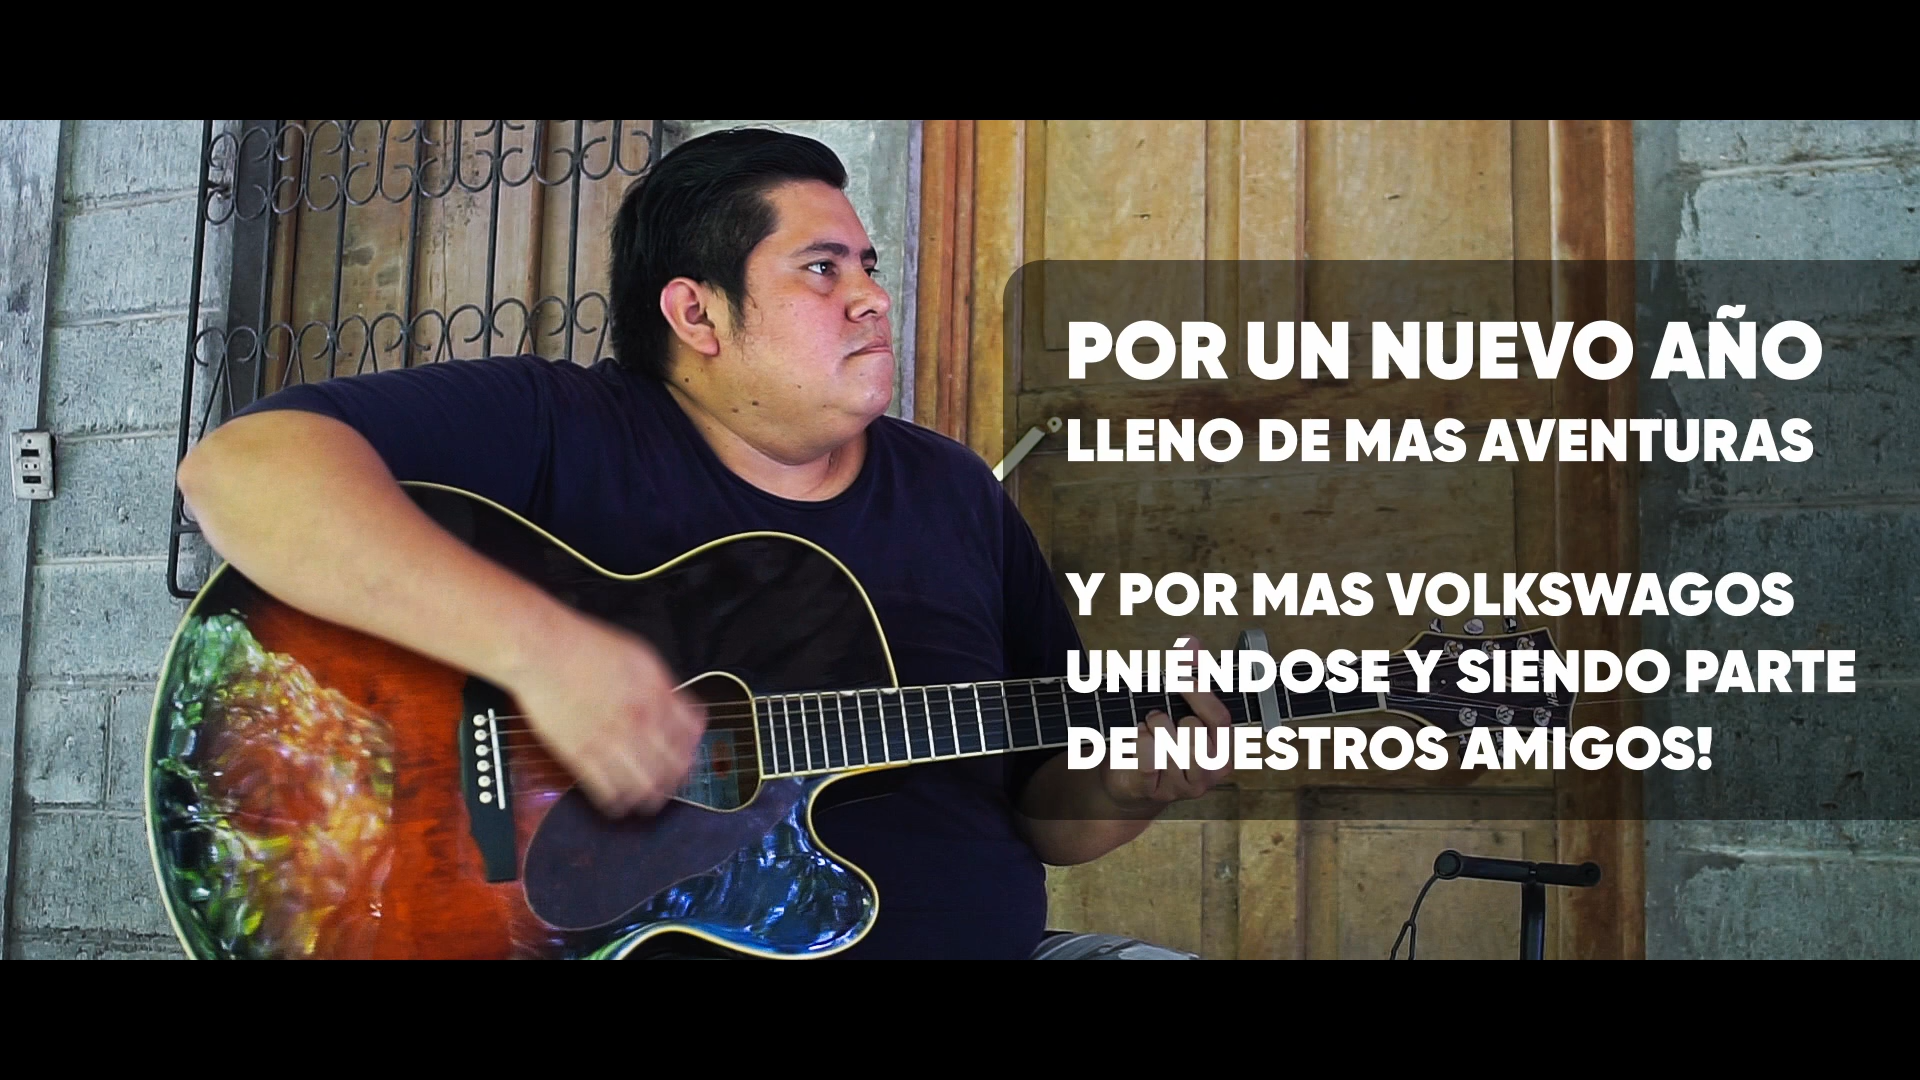 POR UN NUEVO AÑO
LLENO DE MAS AVENTURAS
Y POR MAS VOLKSWAGOS
UNIÉNDOSE Y SIENDO PARTE
DE NUESTROS AMIGOS!